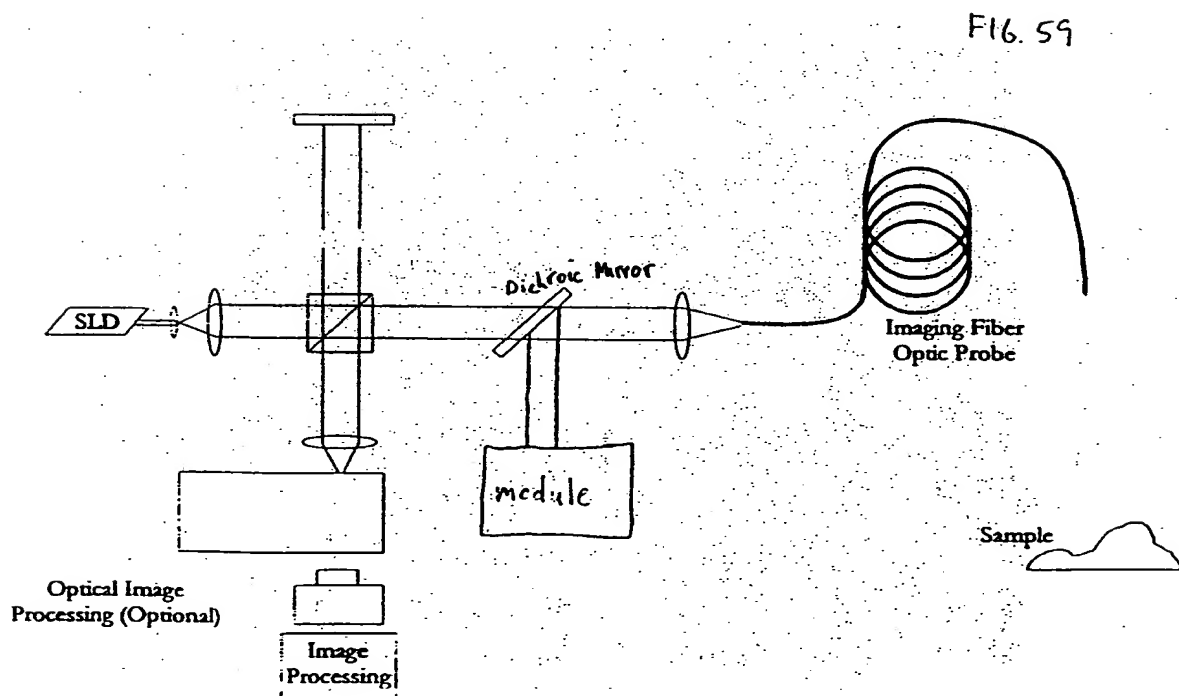 FIG. 59
Dichroic Mirror
SLD
Imaging Fiber
Optic Probe
module
Sample
Optical Image
Processing (Optional)
Image
Processing